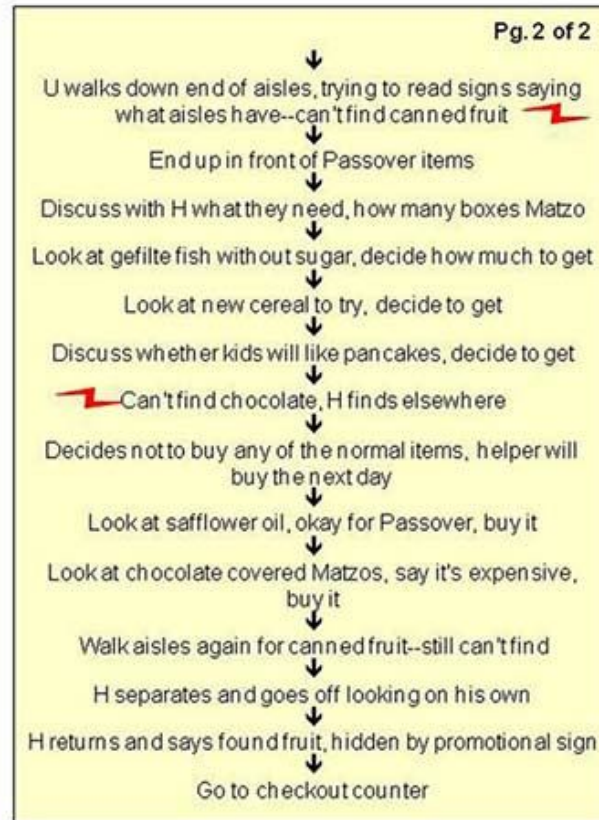 Pg. 2 of 2
U walks down end of aisles, trying to read signs saying
what aisles have--can't find canned fruit
End up in front of Passover items
Discuss with H what they need, how many boxes Matzo
Look at gefilte fish without sugar, decide how much to get
Look at new cereal to try, decide to get
Discuss whether kids will like pancakes, decide to get
Can't find chocolate, H finds elsewhere
Decides not to buy any of the normal items, helper will
buy the next day
Look at safflower oil, okay for Passover, buy it
Look at chocolate covered Matzos, say it's expensive,
buy it
Walk aisles again for canned fruit--still can't find
H separates and goes off looking on his own
H returns and says found fruit, hidden by promotional sign
Go to checkout counter